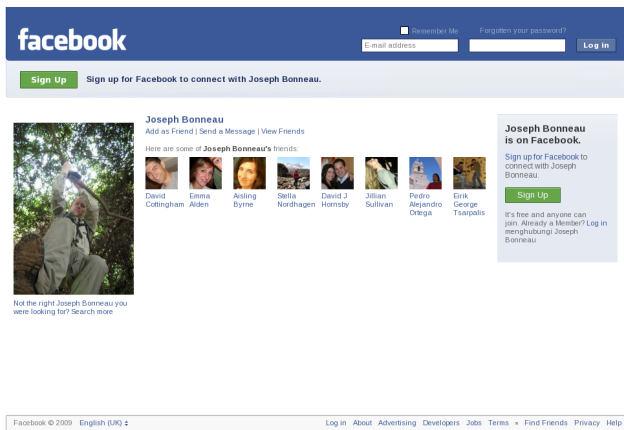 facebook
Remember Me
Forgotten your password?
E-mail address
Log in
Sign Up
Sign up for Facebook to connect with Joseph Bonneau.
Joseph Bonneau
Add as Friend | Send a Message | View Friends
Here are some of Joseph Bonneau's friends:
David
Cottingham
Emma
Alden
Aisling
Byrne
Stella
Nordhagen
David J
Hornsby
Jillian
Sullivan
Pedro
Alejandro
Ortega
Eirik
George
Tsarpalis
Not the right Joseph Bonneau you
were looking for? Search more
Joseph Bonneau
is on Facebook.
Sign up for Facebook to
connect with Joseph
Bonneau.
Sign Up
It's free and anyone can
join. Already a Member? Log in
menghubungi Joseph
Bonneau
Facebook © 2009 English (UK)
Log in About Advertising Developers Jobs Terms • Find Friends Privacy Help